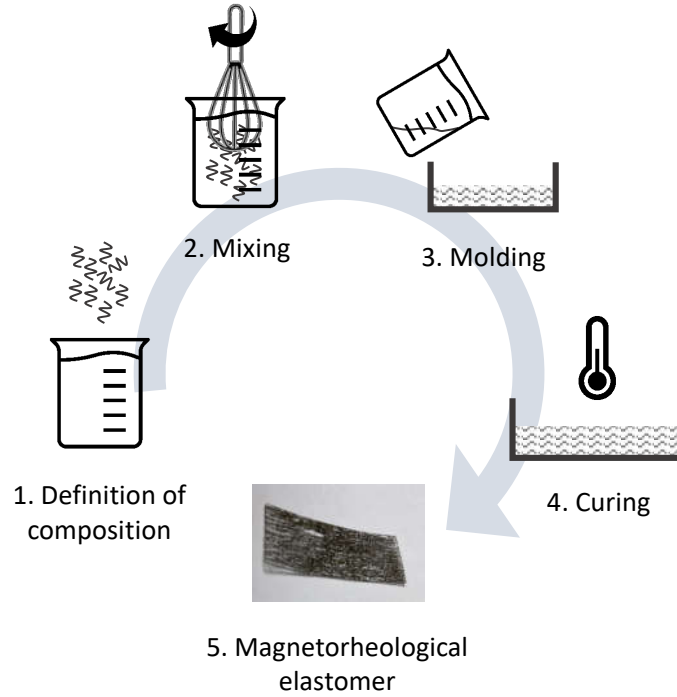 2. Mixing
3. Molding
1. Definition of
composition
4. Curing
5. Magnetorheological
elastomer